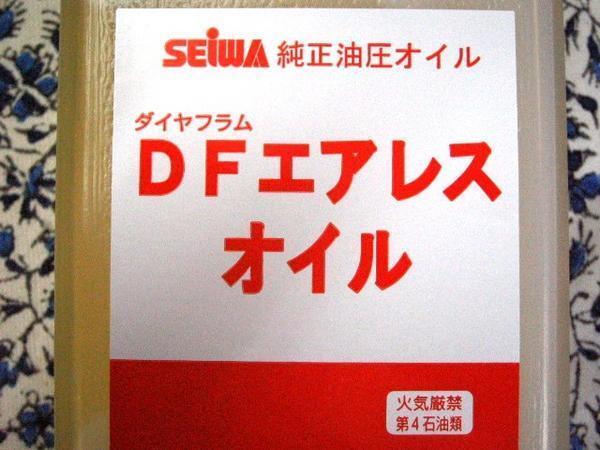 SEIWA 純正油圧オイル
ダイヤフラム
DFエアレス
オイル
火気厳禁
第4石油類